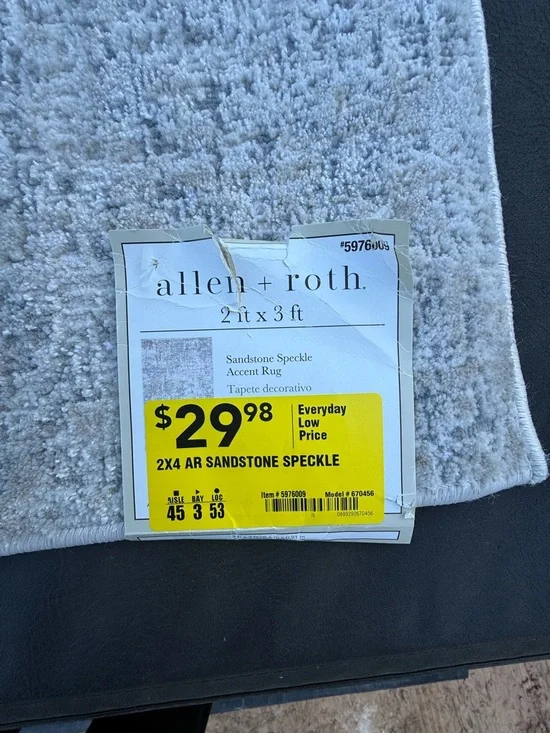 #5976009
allen + roth®
2 ft x 3 ft
Sandstone Speckle
Accent Rug
Tapete decorativo
$29 98
Everyday
Low
Price
2X4 AR SANDSTONE SPECKLE
AISLE BAY LOC
45 3 53
Item # 5976009 Model # 670456